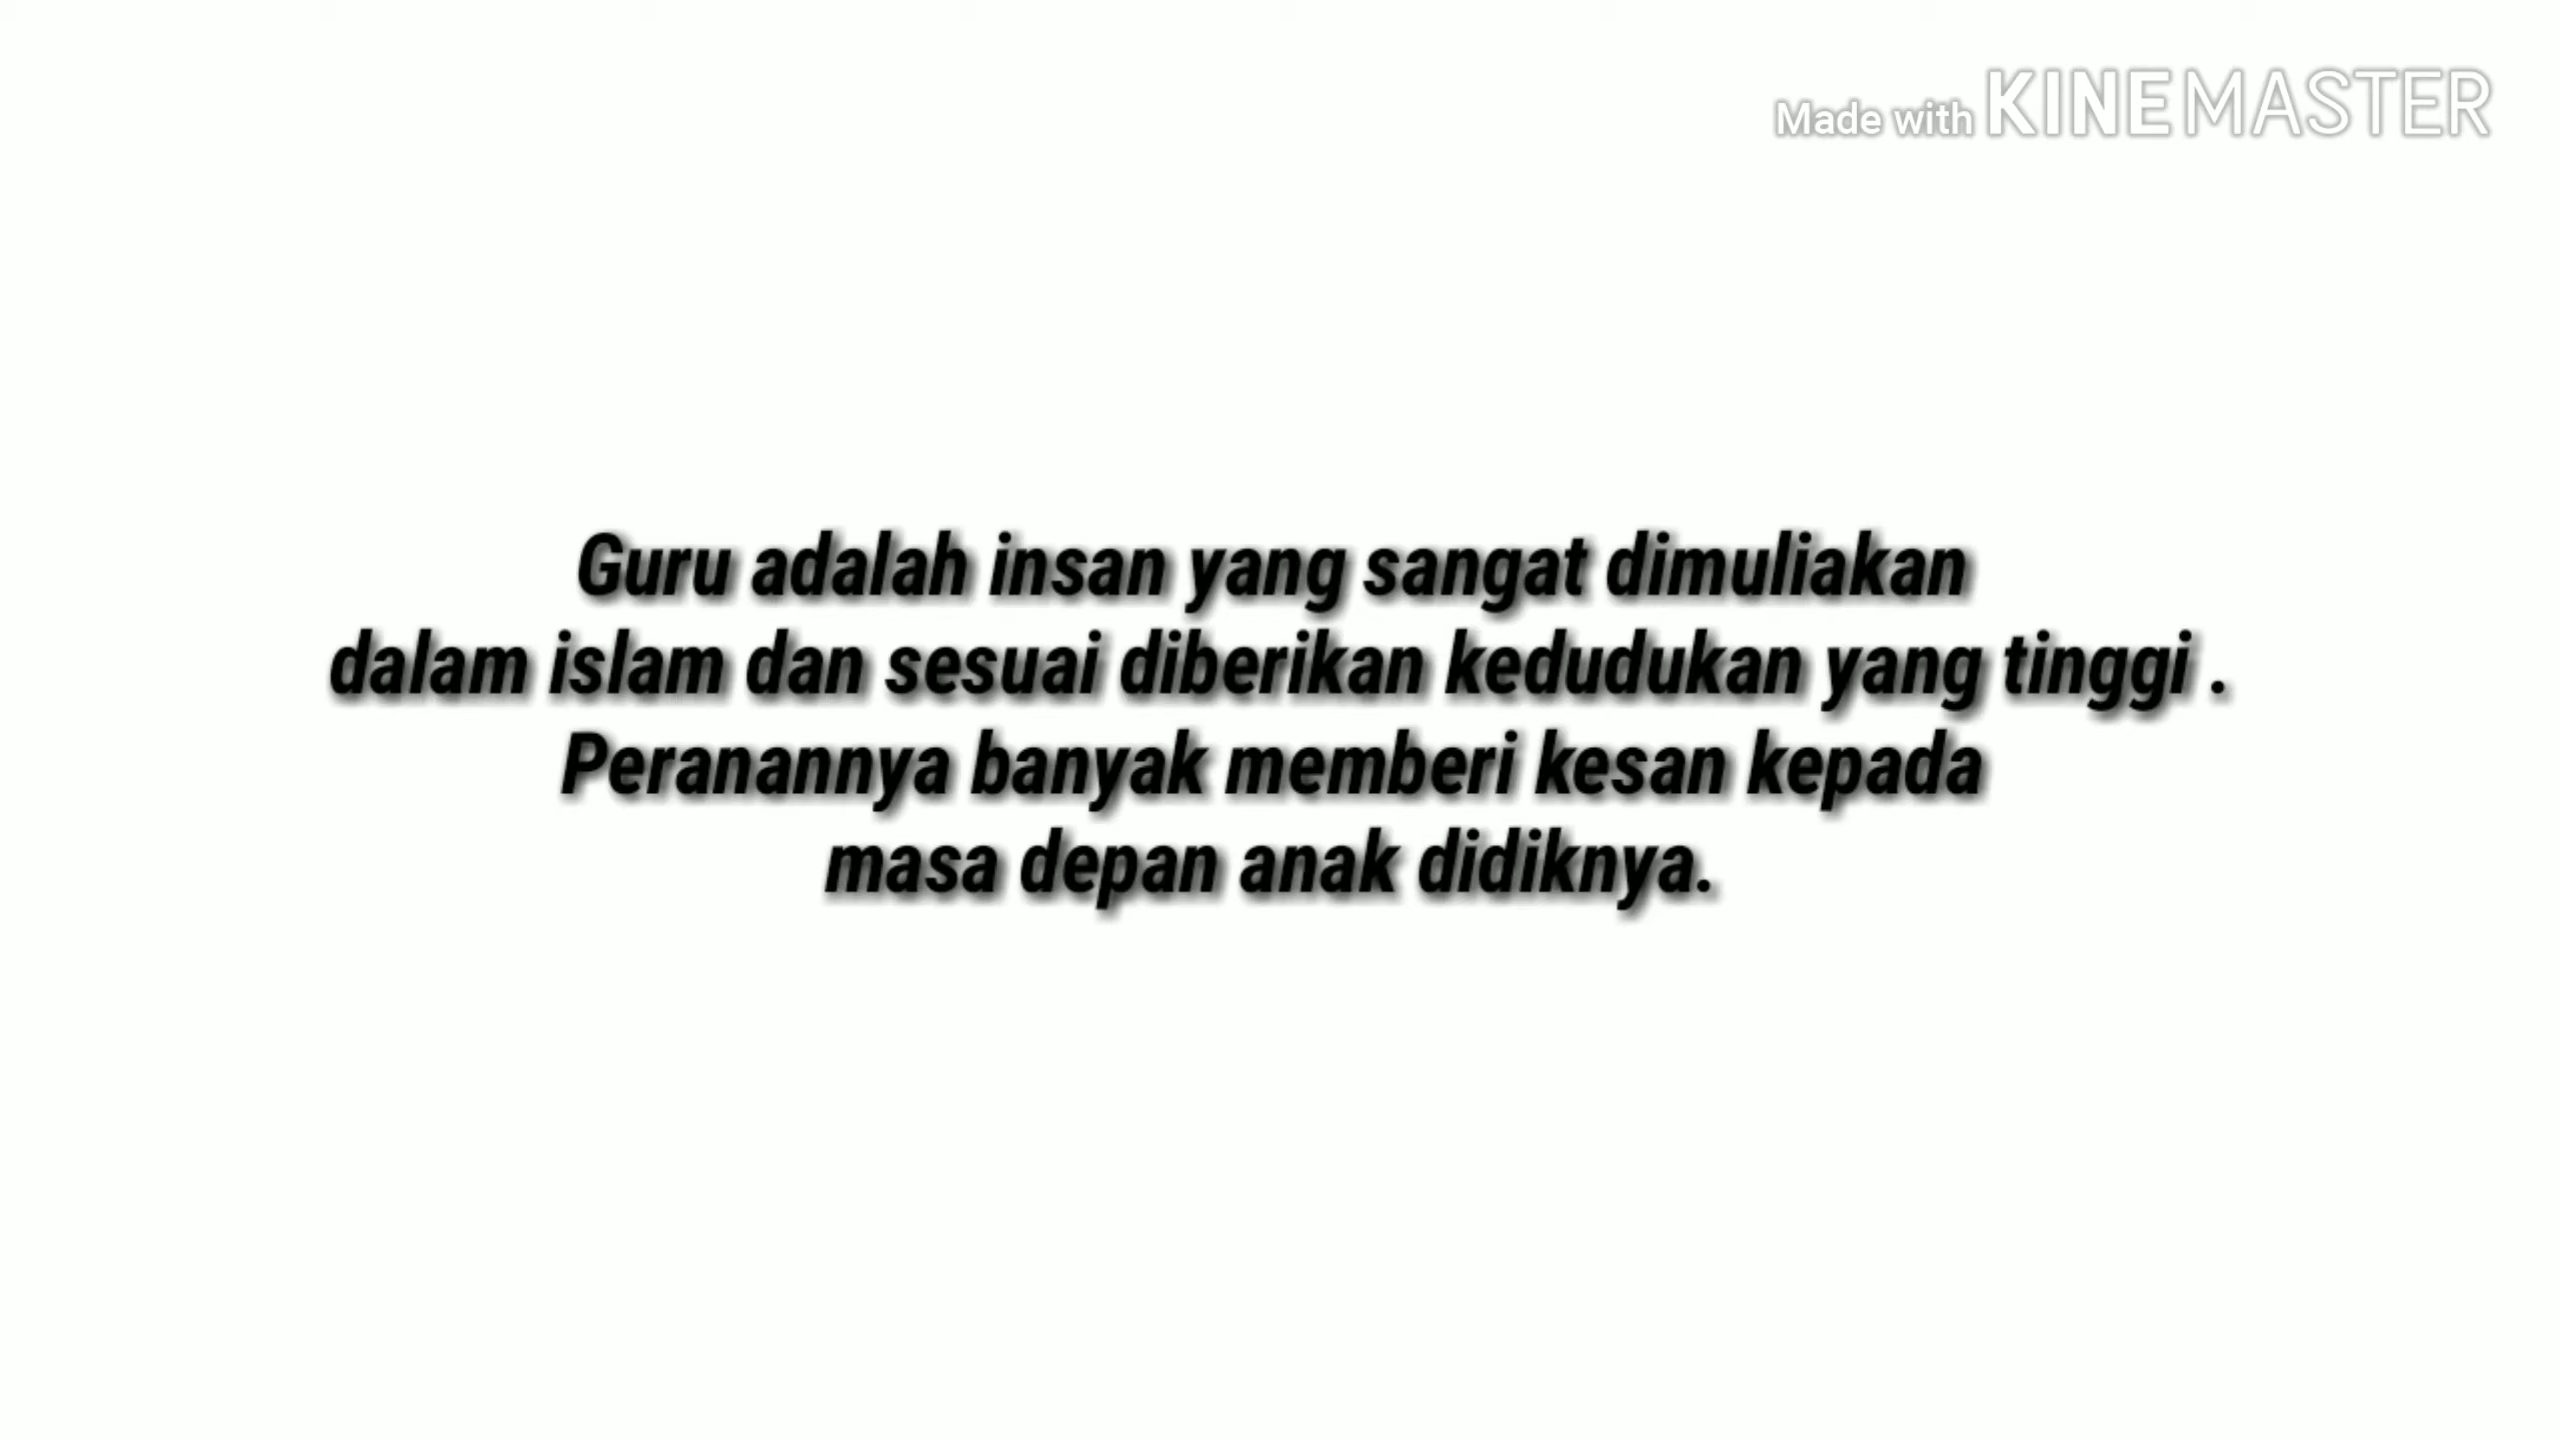 Made with KINEMASTER
Guru adalah insan yang sangat dimuliakan
dalam islam dan sesuai diberikan kedudukan yang tinggi .
Peranannya banyak memberi kesan kepada
masa depan anak didiknya.